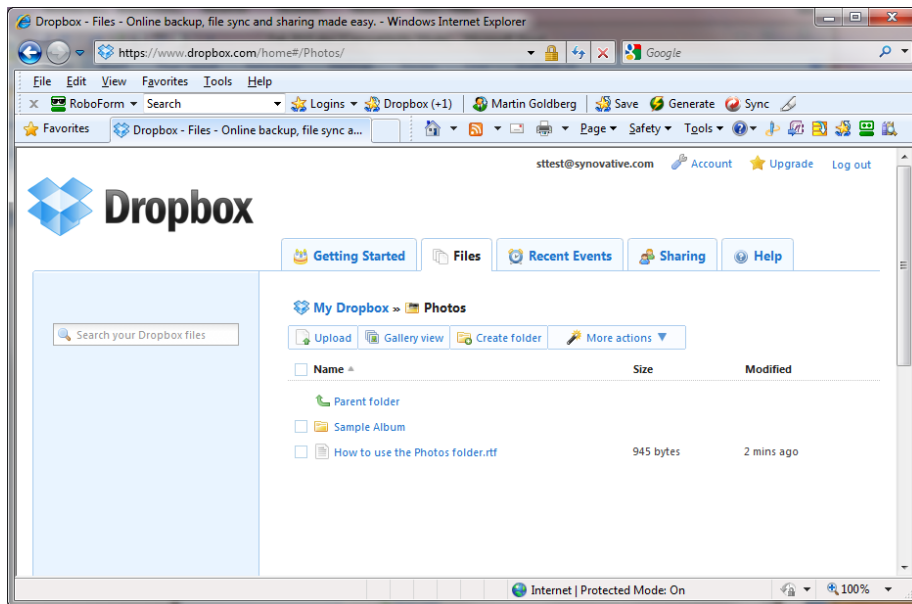 Dropbox - Files - Online backup, file sync and sharing made easy. - Windows Internet Explorer
https://www.dropbox.com/home#/Photos/ Google
File Edit View Favorites Tools Help
x RoboForm Search Logins Dropbox (+1) Martin Goldberg Save Generate Sync
Favorites Dropbox - Files - Online backup, file sync a... Page Safety Tools
sttest@synovative.com Account Upgrade Log out
Dropbox
Getting Started Files Recent Events Sharing Help
My Dropbox » Photos
Search your Dropbox files
Upload Gallery view Create folder More actions
Name Size Modified
Parent folder
Sample Album
How to use the Photos folder.rtf 945 bytes 2 mins ago
Internet | Protected Mode: On 100%